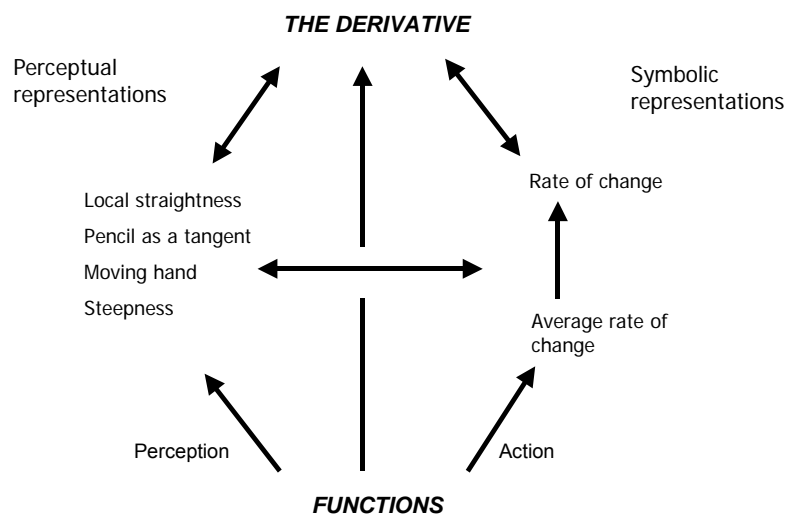 THE DERIVATIVE
Perceptual
representations
Symbolic
representations
Local straightness
Pencil as a tangent
Moving hand
Steepness
Rate of change
Average rate of
change
Perception
Action
FUNCTIONS